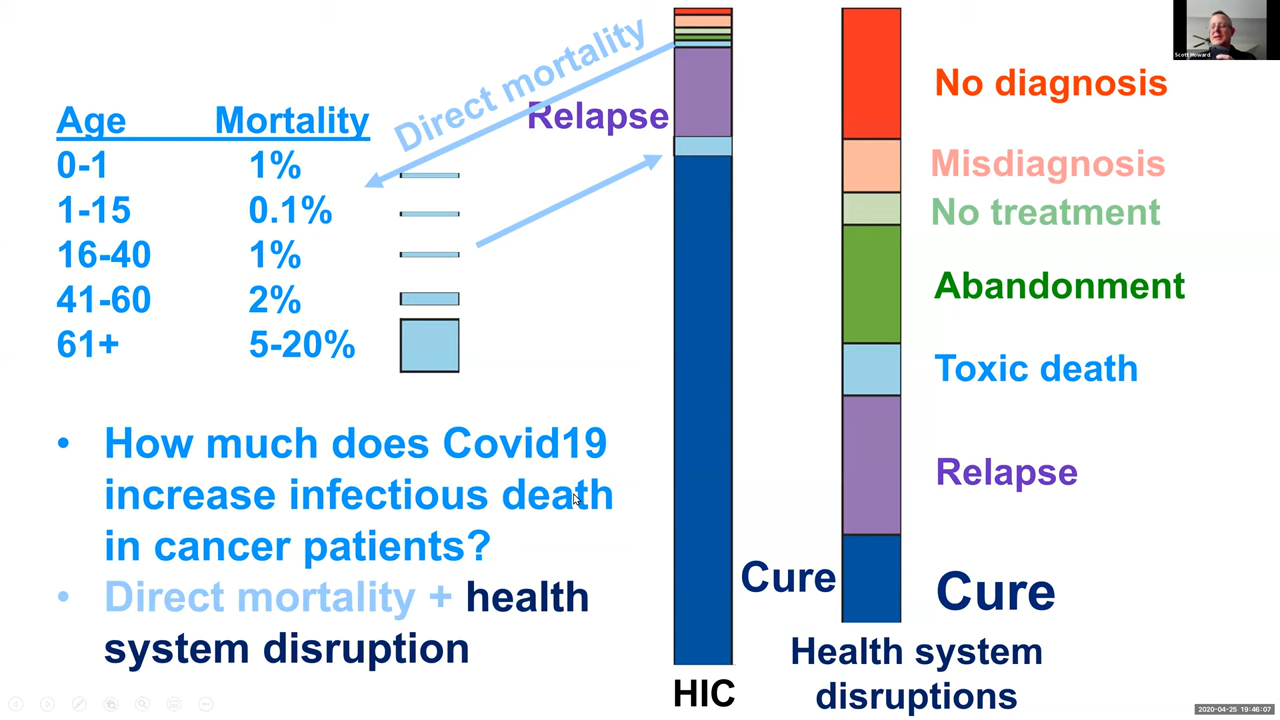 Age Mortality
0-1 1%
1-15 0.1%
16-40 1%
41-60 2%
61+ 5-20%
Direct mortality
Relapse
• How much does Covid19
increase infectious death
in cancer patients?
• Direct mortality + health
system disruption
Cure
HIC
No diagnosis
Misdiagnosis
No treatment
Abandonment
Toxic death
Relapse
Cure
Health system
disruptions
Scott Howard
2020-04-25 19:46:07